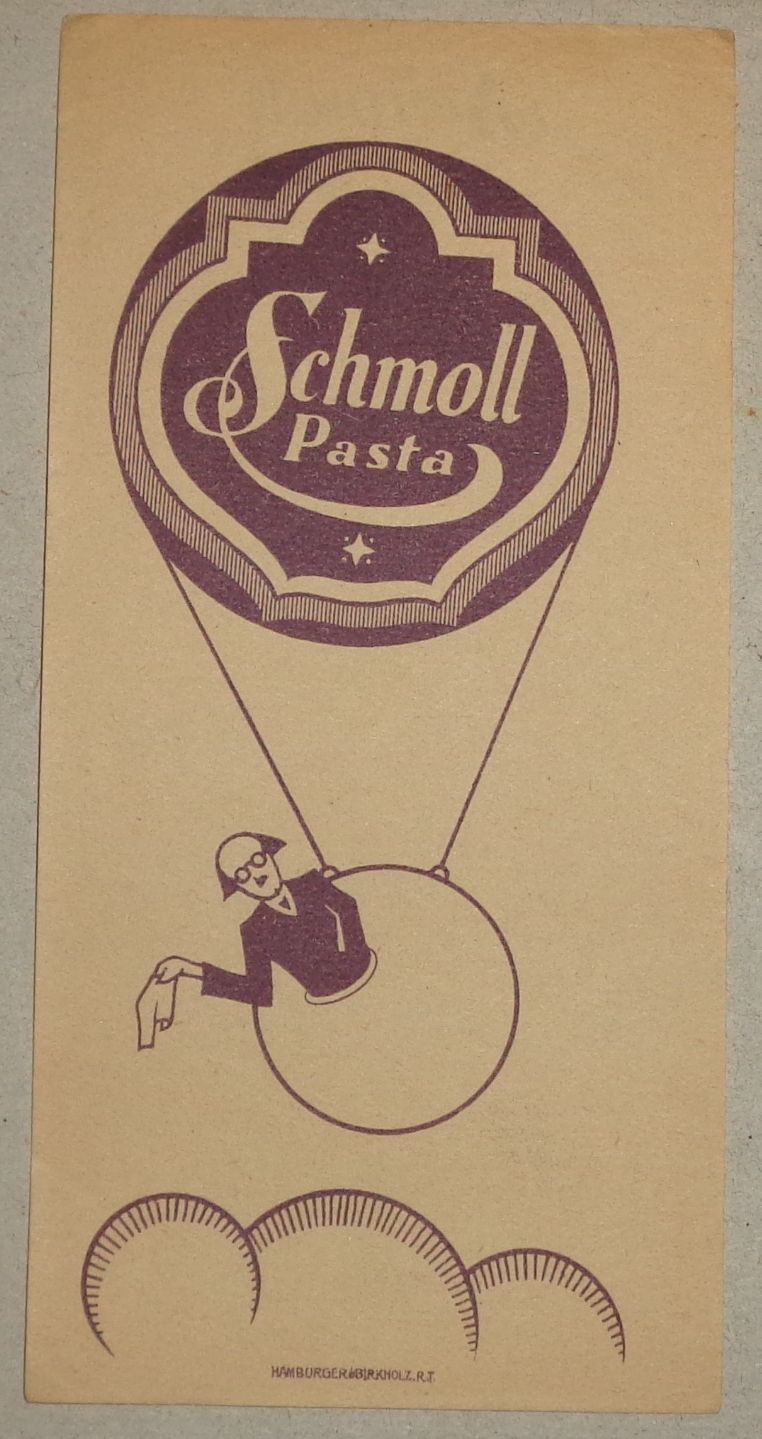 Schmoll
Pasta
HAMBURGER & BIRKHOLZ.R.T.